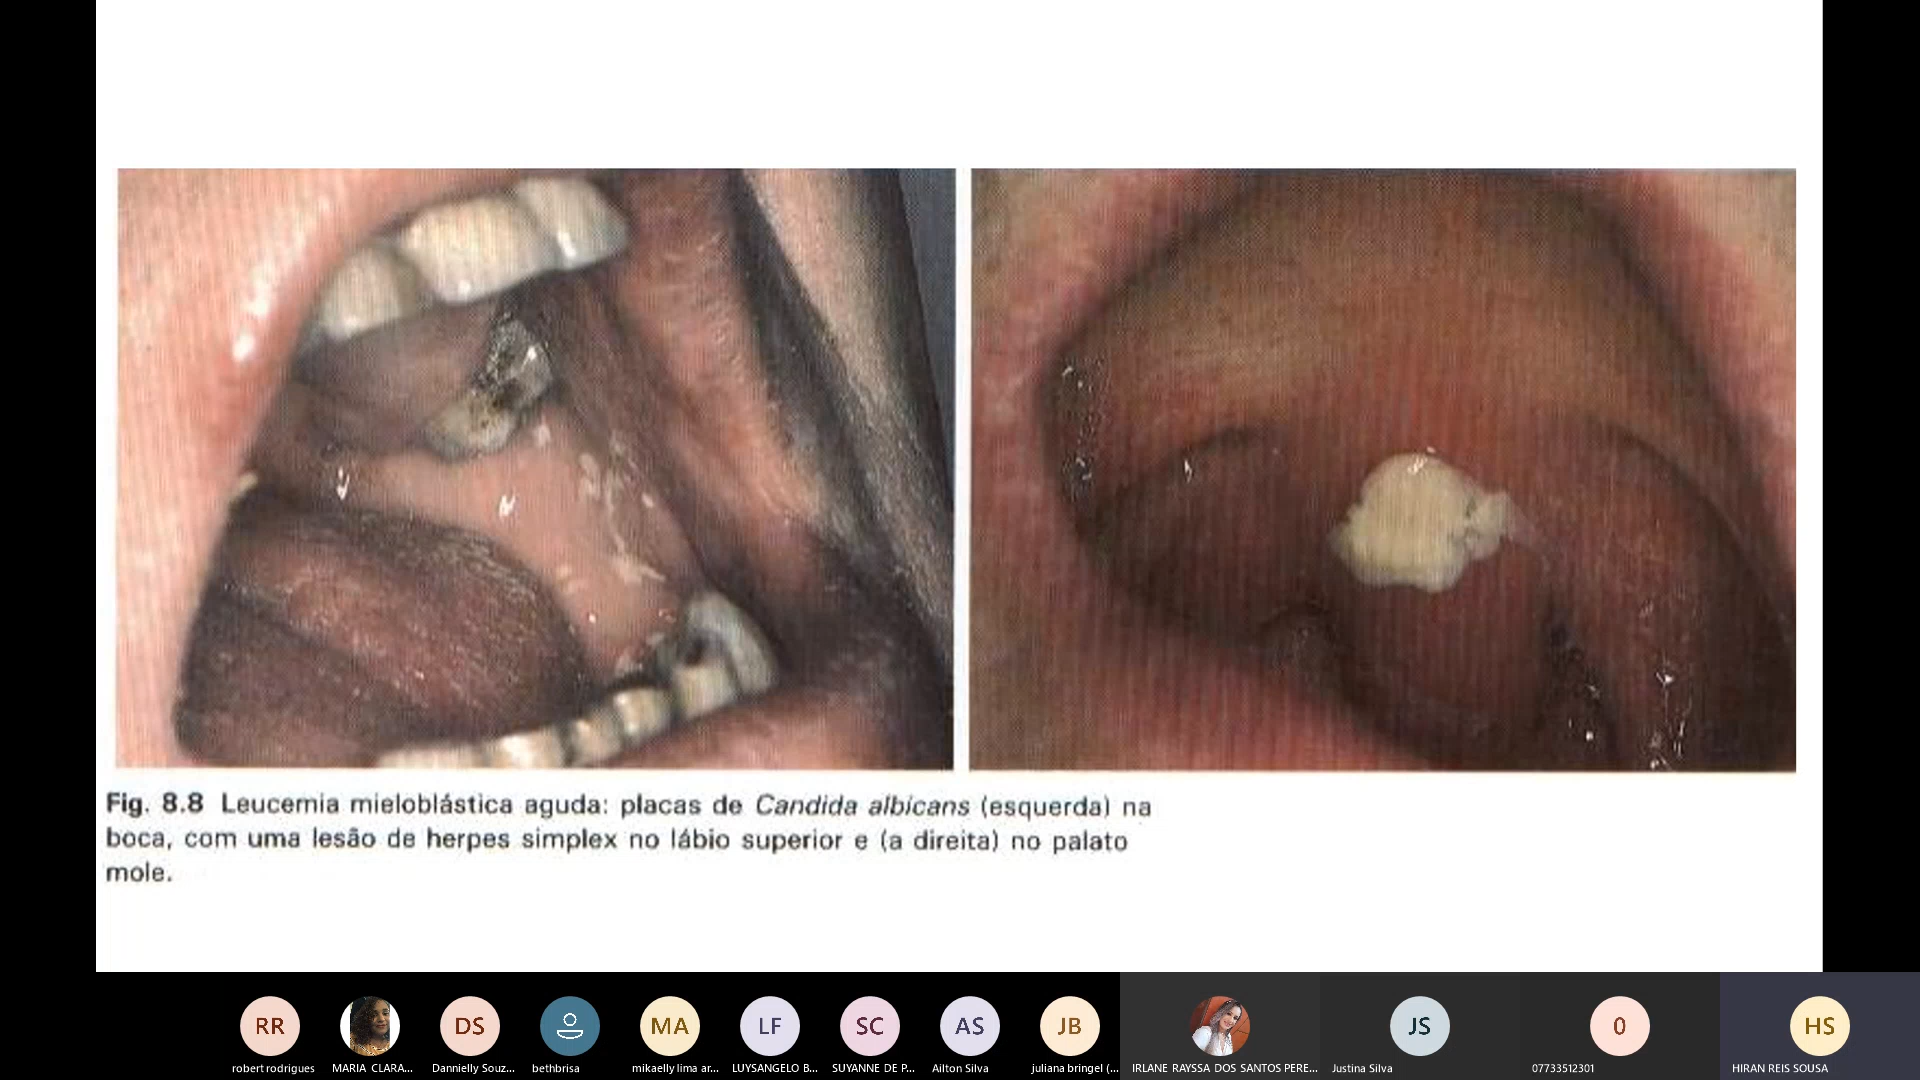 Fig. 8.8 Leucemia mieloblástica aguda: placas de Candida albicans (esquerda) na
boca, com uma lesão de herpes simplex no lábio superior e (a direita) no palato
mole.
RR
DS
MA
LF
SC
AS
JB
JS
0
HS
robert rodrigues
MARIA CLARA...
Dannielly Souz...
bethbrisa
mikaelly lima ar...
LUYSANGELO B...
SUYANNE DE P...
Ailton Silva
juliana bringel (...
IRLANE RAYSSA DOS SANTOS PERE...
Justina Silva
07733512301
HIRAN REIS SOUSA